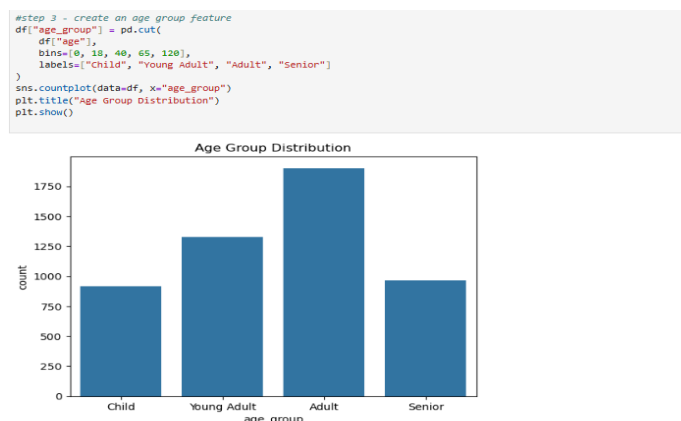 #step 3 - create an age group feature
df["age_group"] = pd.cut(
    df["age"],
    bins=[0, 18, 40, 65, 120],
    labels=["Child", "Young Adult", "Adult", "Senior"]
)
sns.countplot(data=df, x="age_group")
plt.title("Age Group Distribution")
plt.show()
Age Group Distribution
1750
1500
1250
1000
750
500
250
0
count
Child Young Adult Adult Senior
age_group